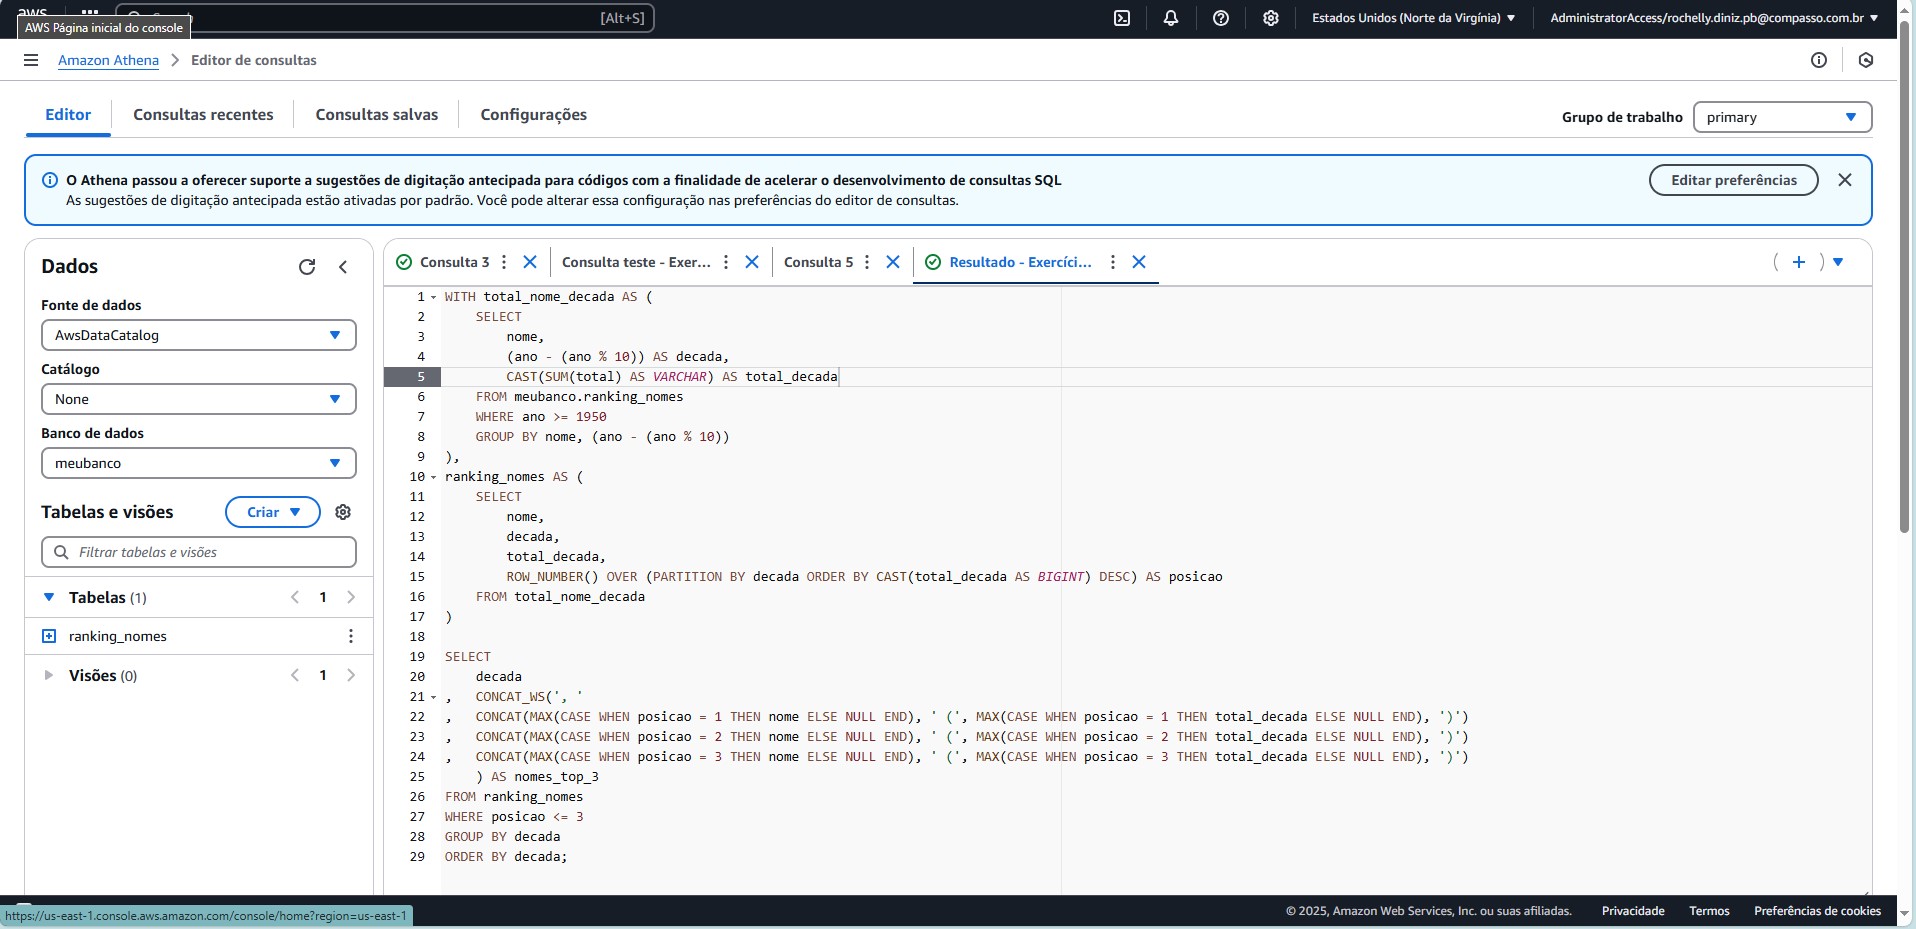 aws
AWS Página inicial do console
[Alt+S]
Estados Unidos (Norte da Virgínia)
AdministratorAccess/rochelly.diniz.pb@compasso.com.br
Amazon Athena
Editor de consultas
Editor
Consultas recentes
Consultas salvas
Configurações
Grupo de trabalho
primary
O Athena passou a oferecer suporte a sugestões de digitação antecipada para códigos com a finalidade de acelerar o desenvolvimento de consultas SQL
As sugestões de digitação antecipada estão ativadas por padrão. Você pode alterar essa configuração nas preferências do editor de consultas.
Editar preferências
Dados
Fonte de dados
AwsDataCatalog
Catálogo
None
Banco de dados
meubanco
Tabelas e visões
Criar
Filtrar tabelas e visões
Tabelas (1)
1
ranking_nomes
Visões (0)
1
Consulta 3
Consulta teste - Exer...
Consulta 5
Resultado - Exercíci...
1 WITH total_nome_decada AS (
2 SELECT
3 nome,
4 (ano - (ano % 10)) AS decada,
5 CAST(SUM(total) AS VARCHAR) AS total_decada
6 FROM meubanco.ranking_nomes
7 WHERE ano >= 1950
8 GROUP BY nome, (ano - (ano % 10))
9 ),
10 ranking_nomes AS (
11 SELECT
12 nome,
13 decada,
14 total_decada,
15 ROW_NUMBER() OVER (PARTITION BY decada ORDER BY CAST(total_decada AS BIGINT) DESC) AS posicao
16 FROM total_nome_decada
17 )
18
19 SELECT
20 decada
21 , CONCAT_WS(', '
22 , CONCAT(MAX(CASE WHEN posicao = 1 THEN nome ELSE NULL END), ' (', MAX(CASE WHEN posicao = 1 THEN total_decada ELSE NULL END), ')')
23 , CONCAT(MAX(CASE WHEN posicao = 2 THEN nome ELSE NULL END), ' (', MAX(CASE WHEN posicao = 2 THEN total_decada ELSE NULL END), ')')
24 , CONCAT(MAX(CASE WHEN posicao = 3 THEN nome ELSE NULL END), ' (', MAX(CASE WHEN posicao = 3 THEN total_decada ELSE NULL END), ')')
25 ) AS nomes_top_3
26 FROM ranking_nomes
27 WHERE posicao <= 3
28 GROUP BY decada
29 ORDER BY decada;
https://us-east-1.console.aws.amazon.com/console/home?region=us-east-1
© 2025, Amazon Web Services, Inc. ou suas afiliadas.
Privacidade
Termos
Preferências de cookies